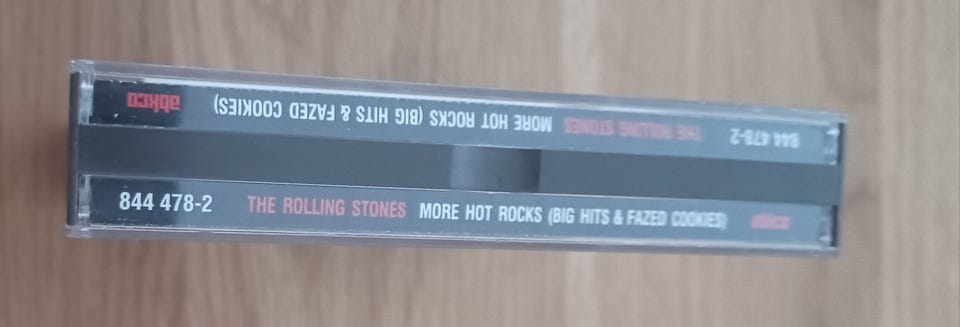 abkco MORE HOT ROCKS (BIG HITS & FAZED COOKIES) THE ROLLING STONES 844 478-2
844 478-2 THE ROLLING STONES MORE HOT ROCKS (BIG HITS & FAZED COOKIES) abkco